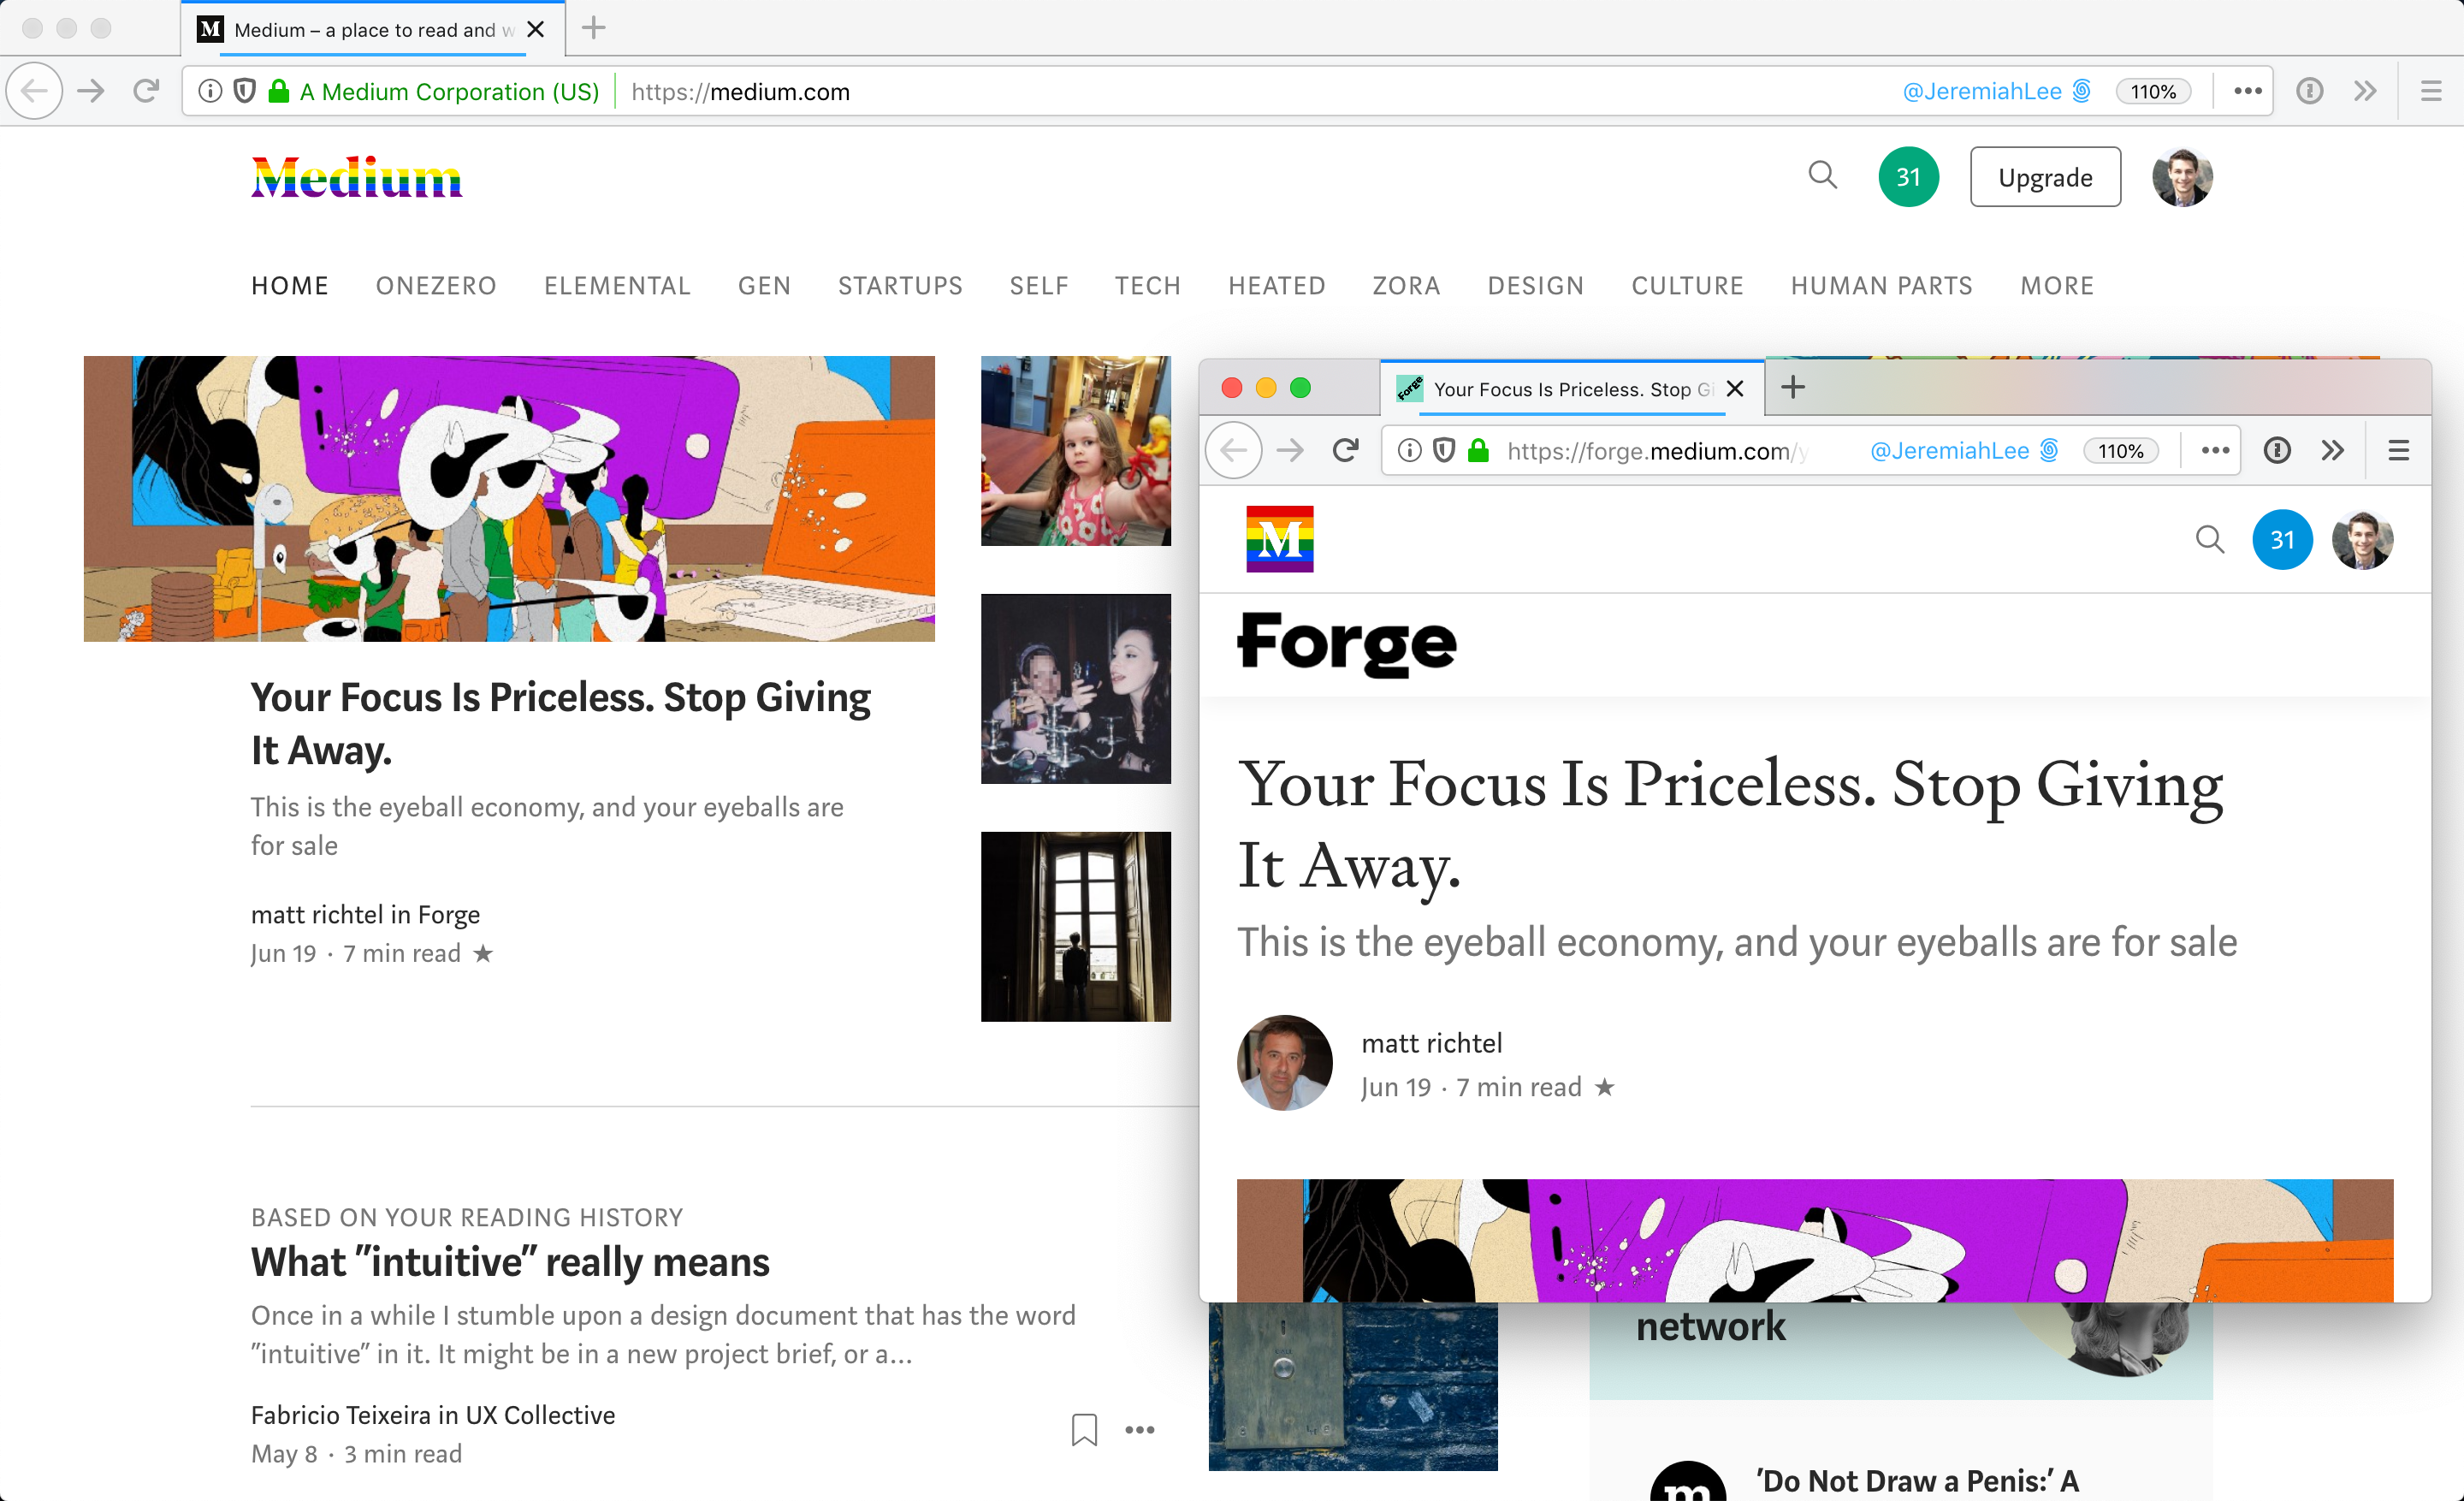 Medium – a place to read and w
A Medium Corporation (US)
https://medium.com
@JeremiahLee
110%
Medium
31
Upgrade
HOME
ONEZERO
ELEMENTAL
GEN
STARTUPS
SELF
TECH
HEATED
ZORA
DESIGN
CULTURE
HUMAN PARTS
MORE
Your Focus Is Priceless. Stop Giving
It Away.
This is the eyeball economy, and your eyeballs are
for sale
matt richtel in Forge
Jun 19 · 7 min read ★
BASED ON YOUR READING HISTORY
What ”intuitive” really means
Once in a while I stumble upon a design document that has the word
”intuitive” in it. It might be in a new project brief, or a…
Fabricio Teixeira in UX Collective
May 8 · 3 min read
Forge
Your Focus Is Priceless. Stop Gi
https://forge.medium.com/y
@JeremiahLee
110%
M
31
Forge
Your Focus Is Priceless. Stop Giving
It Away.
This is the eyeball economy, and your eyeballs are for sale
matt richtel
Jun 19 · 7 min read ★
network
’Do Not Draw a Penis:’ A